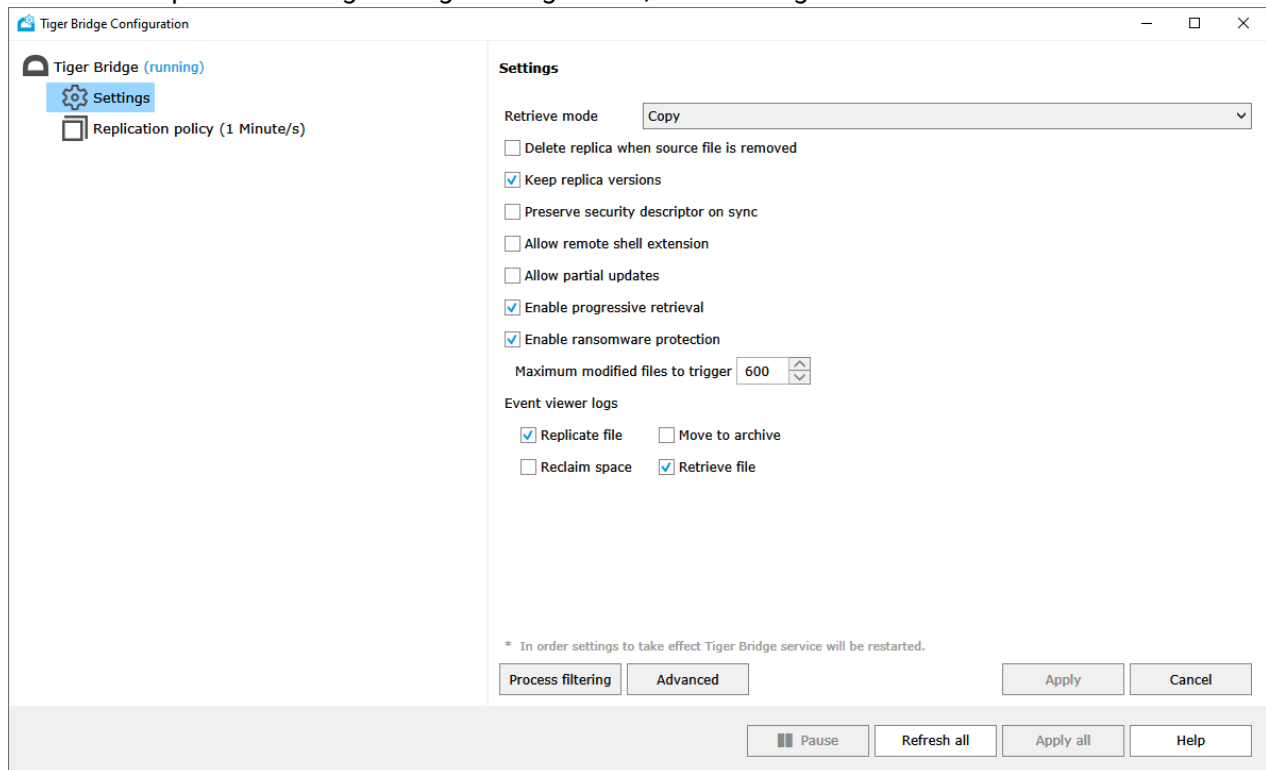 Tiger Bridge Configuration
Tiger Bridge (running)
Settings
Replication policy (1 Minute/s)
Settings
Retrieve mode Copy
Delete replica when source file is removed
Keep replica versions
Preserve security descriptor on sync
Allow remote shell extension
Allow partial updates
Enable progressive retrieval
Enable ransomware protection
Maximum modified files to trigger 600
Event viewer logs
Replicate file Move to archive
Reclaim space Retrieve file
* In order settings to take effect Tiger Bridge service will be restarted.
Process filtering Advanced Apply Cancel
Pause Refresh all Apply all Help